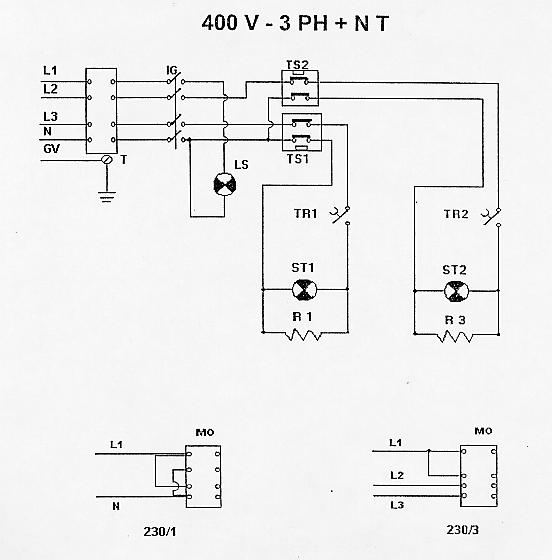 400 V - 3 PH + N T
TS2
L1
IG
L2
L3
N
GV
T
TS1
LS
TR1
TR2
ST1
ST2
R 1
R 3
MO
L1
N
230/1
MO
L1
L2
L3
230/3